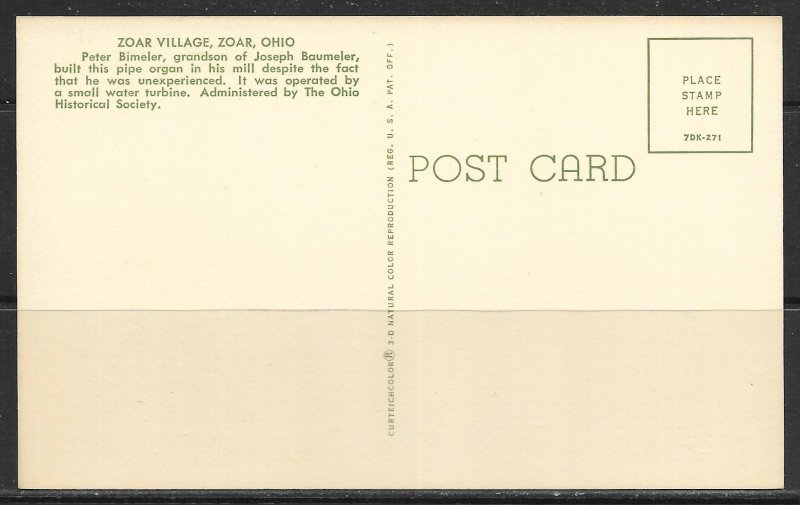 ZOAR VILLAGE, ZOAR, OHIO
Peter Bimeler, grandson of Joseph Baumeler,
built this pipe organ in his mill despite the fact
that he was unexperienced. It was operated by
a small water turbine. Administered by The Ohio
Historical Society.
CURTEICHCOLOR® 3-D NATURAL COLOR REPRODUCTION (REG. U. S. A. PAT. OFF.)
POST CARD
PLACE
STAMP
HERE
7DK-271